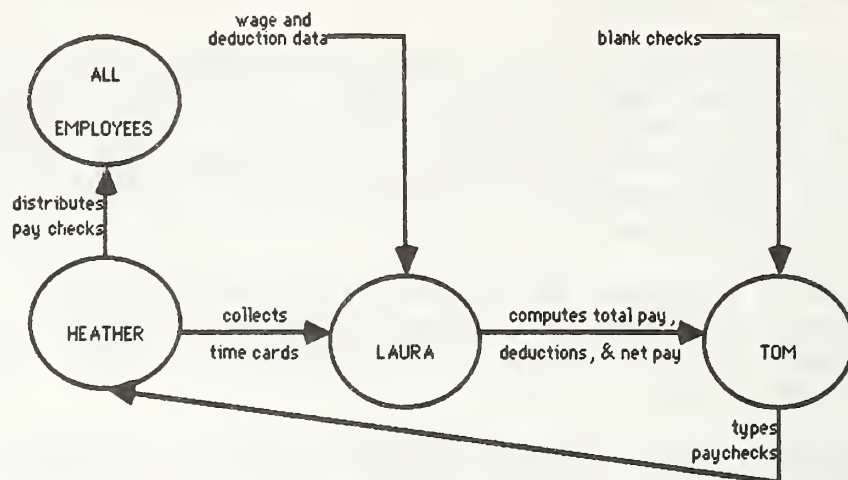 wage and
deduction data
blank checks
ALL
EMPLOYEES
distributes
pay checks
HEATHER
collects
time cards
LAURA
computes total pay,
deductions, & net pay
TOM
types
paychecks